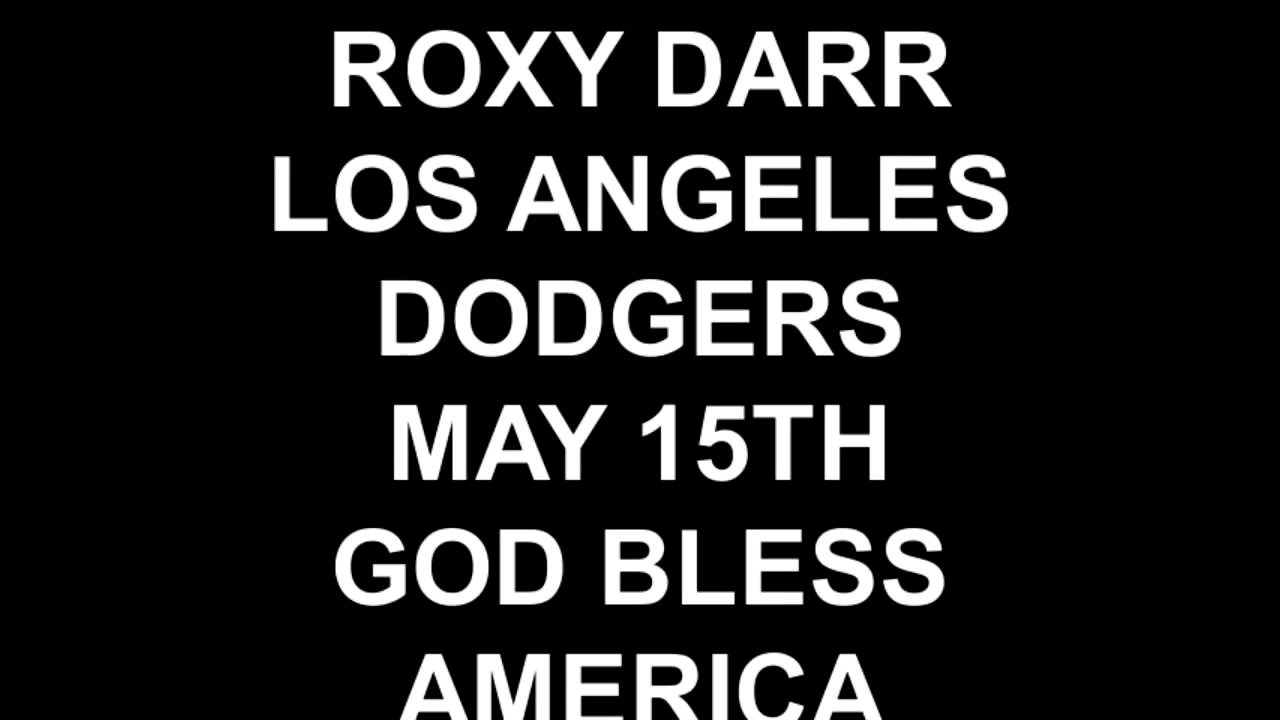 ROXY DARR
LOS ANGELES
DODGERS
MAY 15TH
GOD BLESS
AMERICA